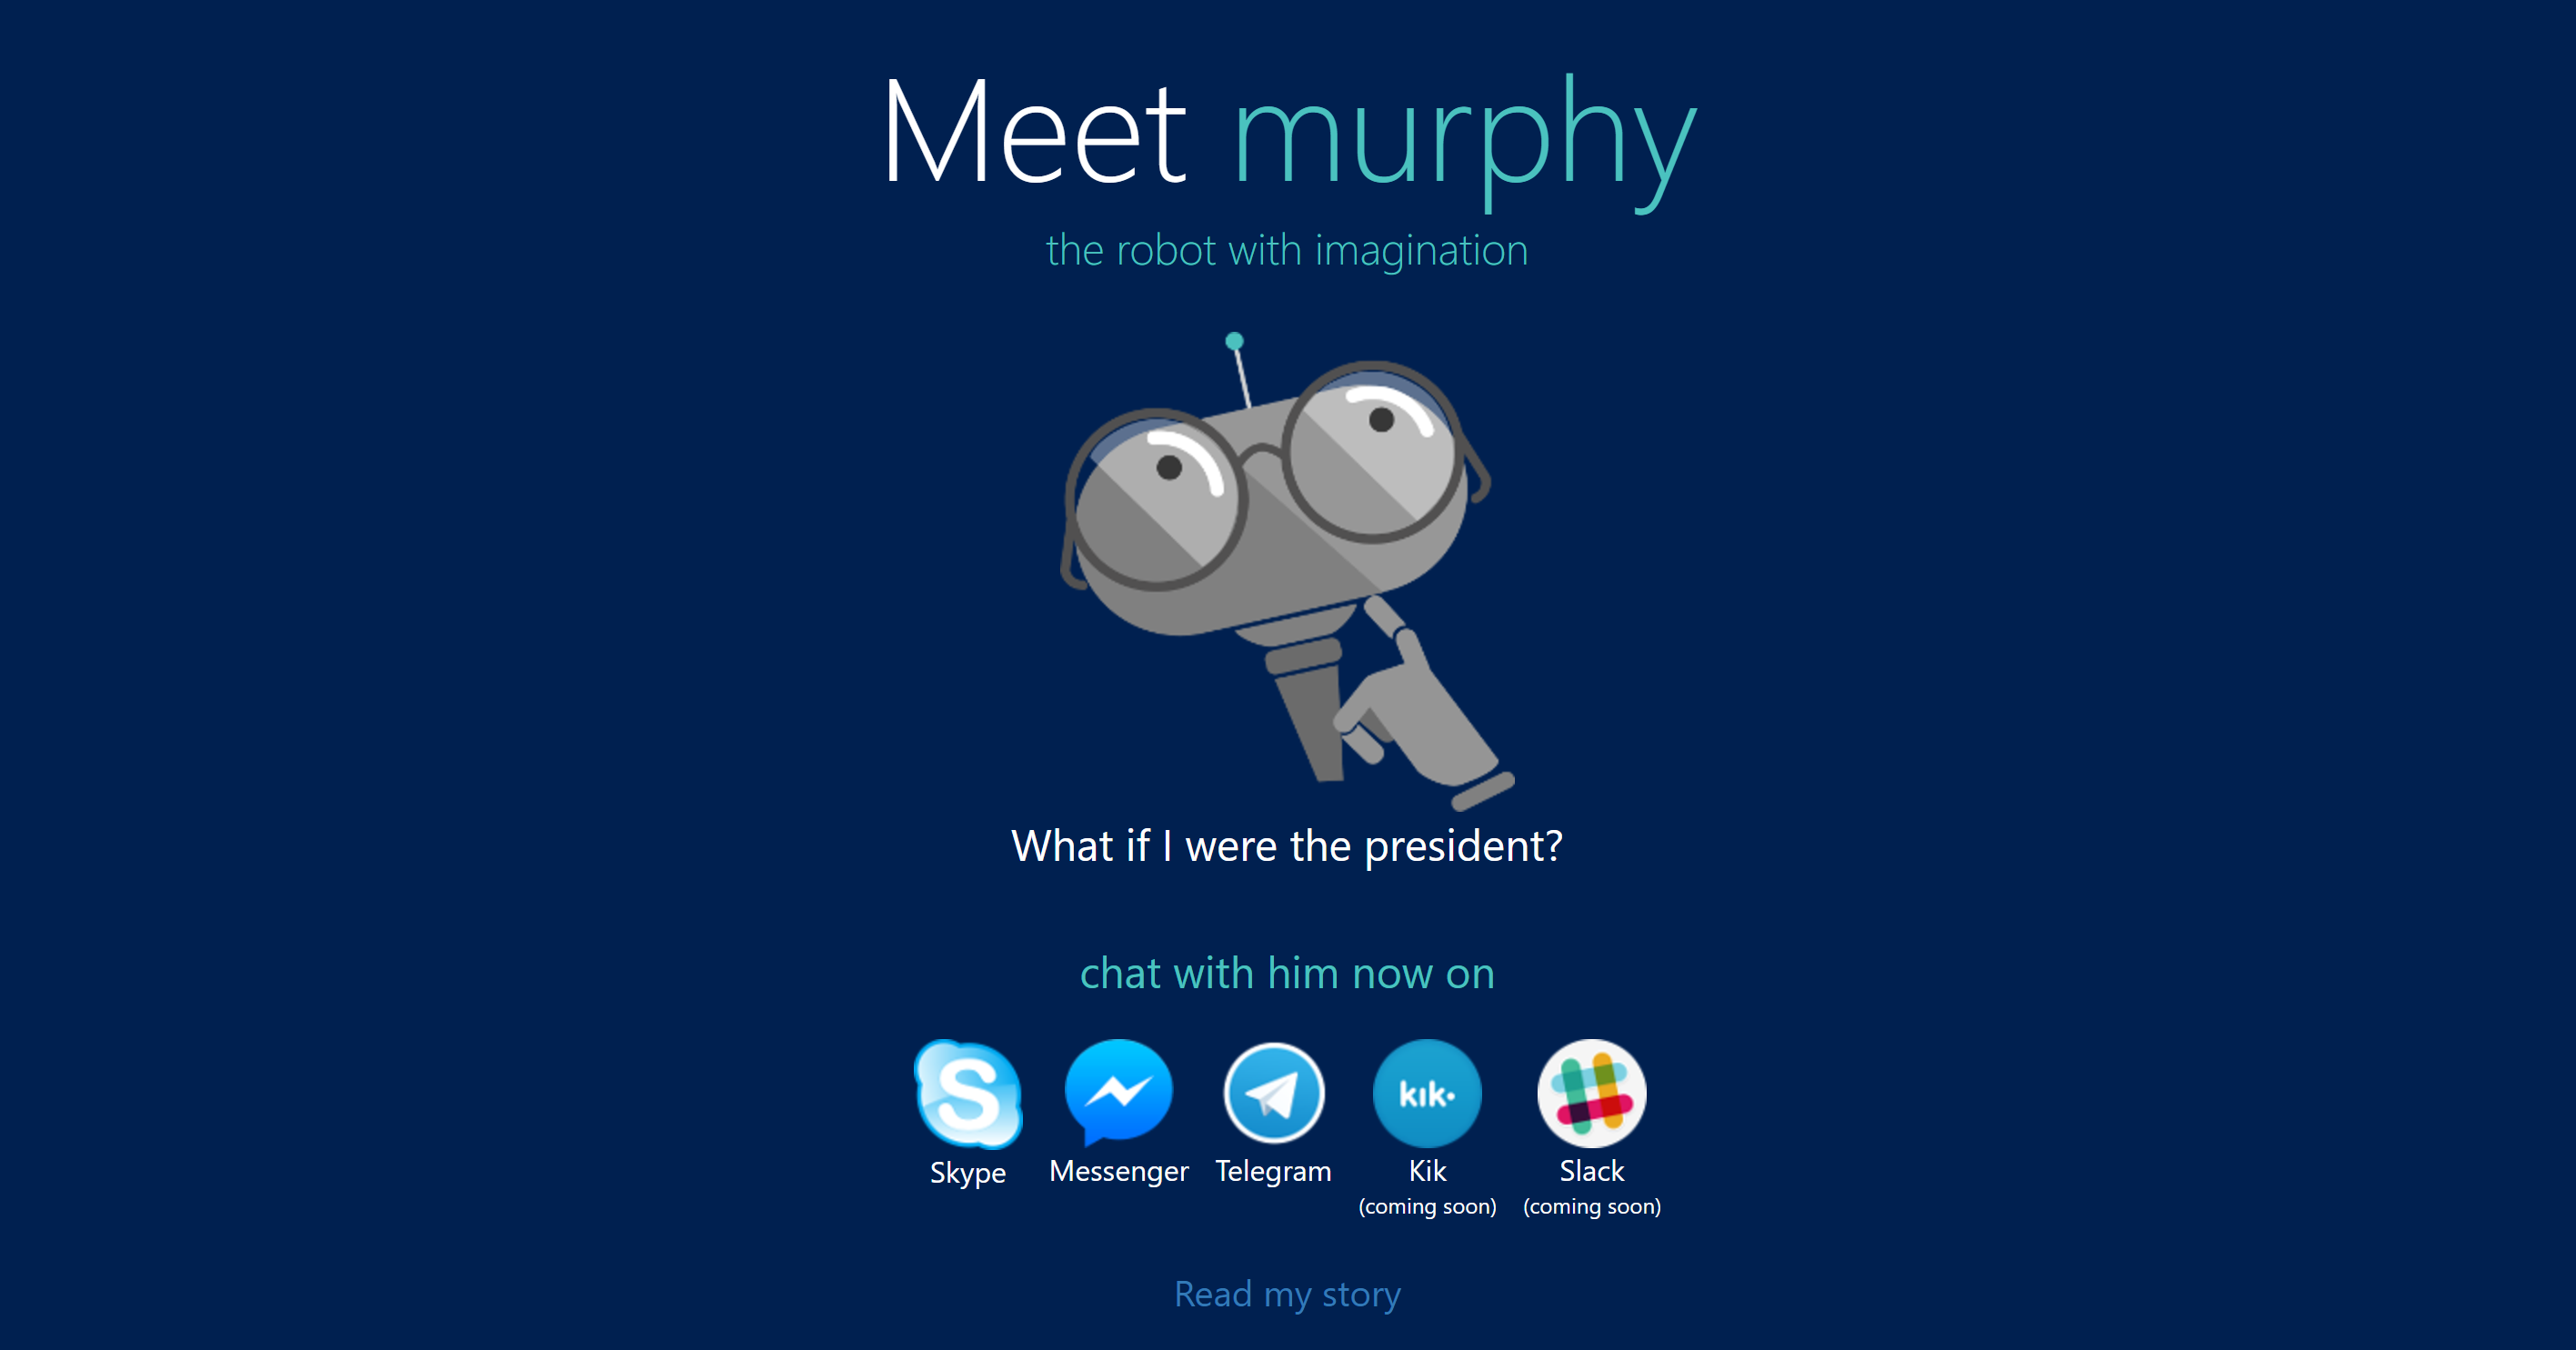 Meet murphy
the robot with imagination
What if I were the president?
chat with him now on
S
kik.
Skype Messenger Telegram Kik Slack
(coming soon) (coming soon)
Read my story